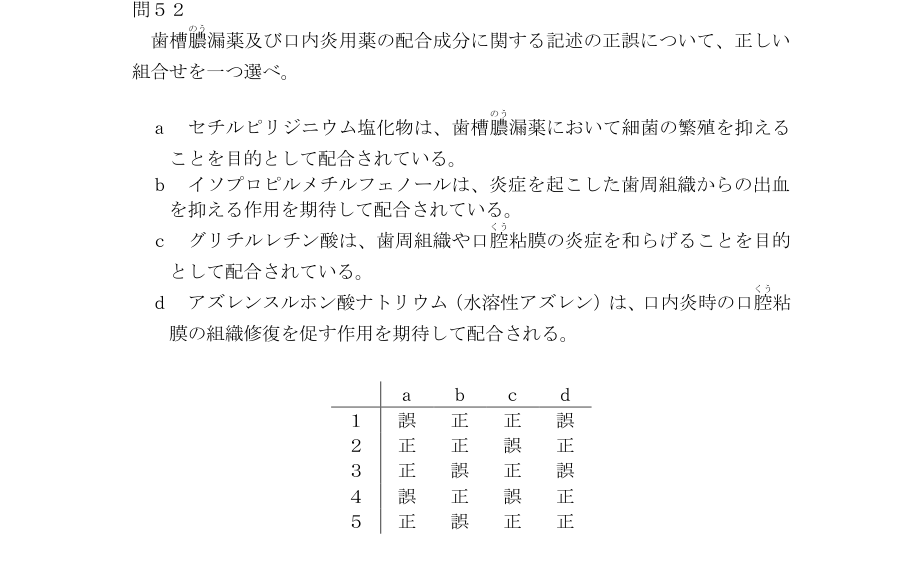 問５２
歯槽膿漏薬及び口内炎用薬の配合成分に関する記述の正誤について、正しい
組合せを一つ選べ。
a　セチルピリジニウム塩化物は、歯槽膿漏薬において細菌の繁殖を抑える
ことを目的として配合されている。
b　イソプロピルメチルフェノールは、炎症を起こした歯周組織からの出血
を抑える作用を期待して配合されている。
c　グリチルレチン酸は、歯周組織や口腔粘膜の炎症を和らげることを目的
として配合されている。
d　アズレンスルホン酸ナトリウム（水溶性アズレン）は、口内炎時の口腔粘
膜の組織修復を促す作用を期待して配合される。
a b c d
1 誤 正 正 誤
2 正 正 誤 正
3 正 誤 正 誤
4 誤 正 誤 正
5 正 誤 正 正